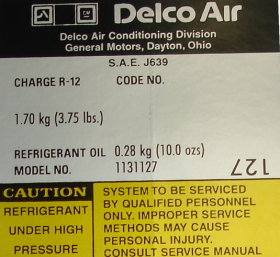 Delco Air
Delco Air Conditioning Division
General Motors, Dayton, Ohio
S.A.E. J639
CHARGE R-12 CODE NO.
1.70 kg (3.75 lbs.)
REFRIGERANT OIL 0.28 kg (10.0 ozs)
MODEL NO. 1131127
127
CAUTION
REFRIGERANT
UNDER HIGH
PRESSURE
SYSTEM TO BE SERVICED
BY QUALIFIED PERSONNEL
ONLY. IMPROPER SERVICE
METHODS MAY CAUSE
PERSONAL INJURY.
CONSULT SERVICE MANUAL